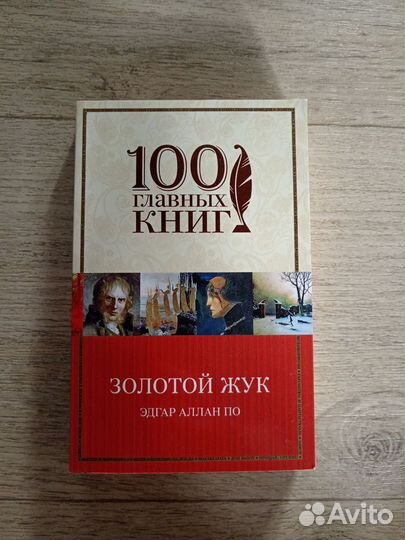 100
ГЛАВНЫХ
КНИГ
ЗОЛОТОЙ ЖУК
ЭДГАР АЛЛАН ПО
Avito